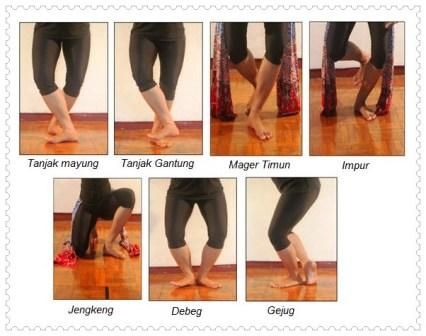 Tanjak mayung
Tanjak Gantung
Mager Timun
Impur
Jengkeng
Debeg
Gejug